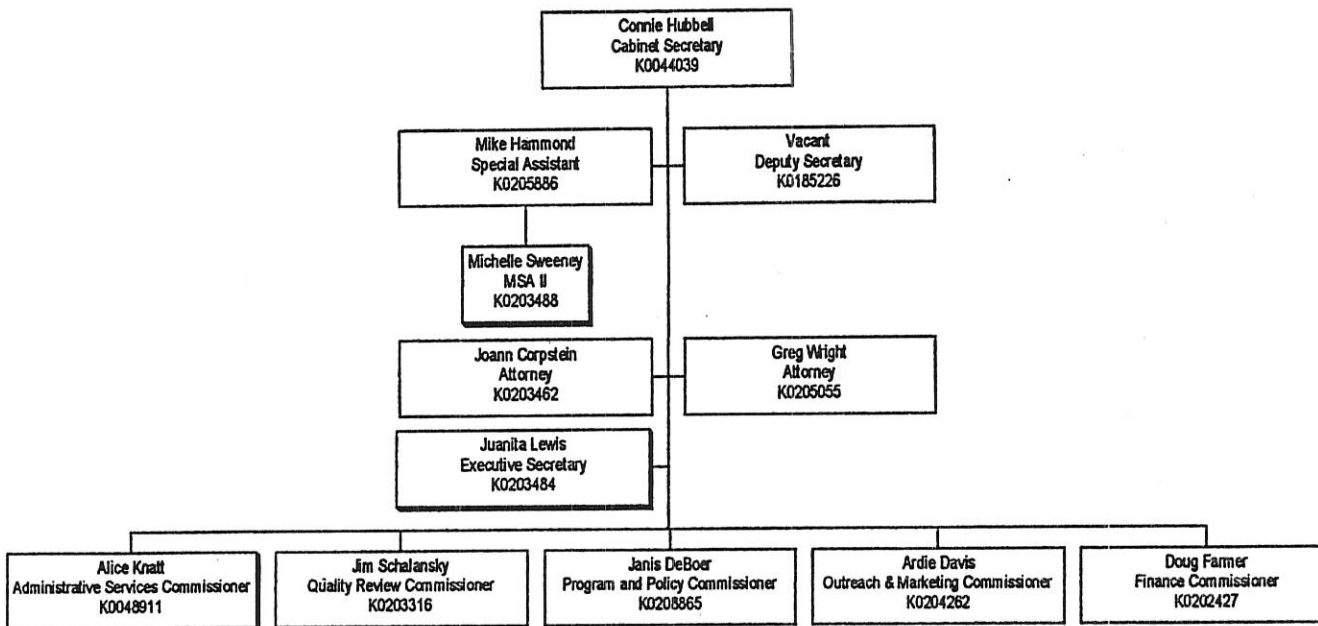 Connie Hubbell
Cabinet Secretary
K0044039
Mike Hammond
Special Assistant
K0205886
Vacant
Deputy Secretary
K0185226
Michelle Sweeney
MSA II
K0203488
Joann Corpstein
Attorney
K0203462
Greg Wright
Attorney
K0205055
Juanita Lewis
Executive Secretary
K0203484
Alice Knatt
Administrative Services Commissioner
K0048911
Jim Schalansky
Quality Review Commissioner
K0203316
Janis DeBoer
Program and Policy Commissioner
K0208865
Ardie Davis
Outreach & Marketing Commissioner
K0204262
Doug Farmer
Finance Commissioner
K0202427